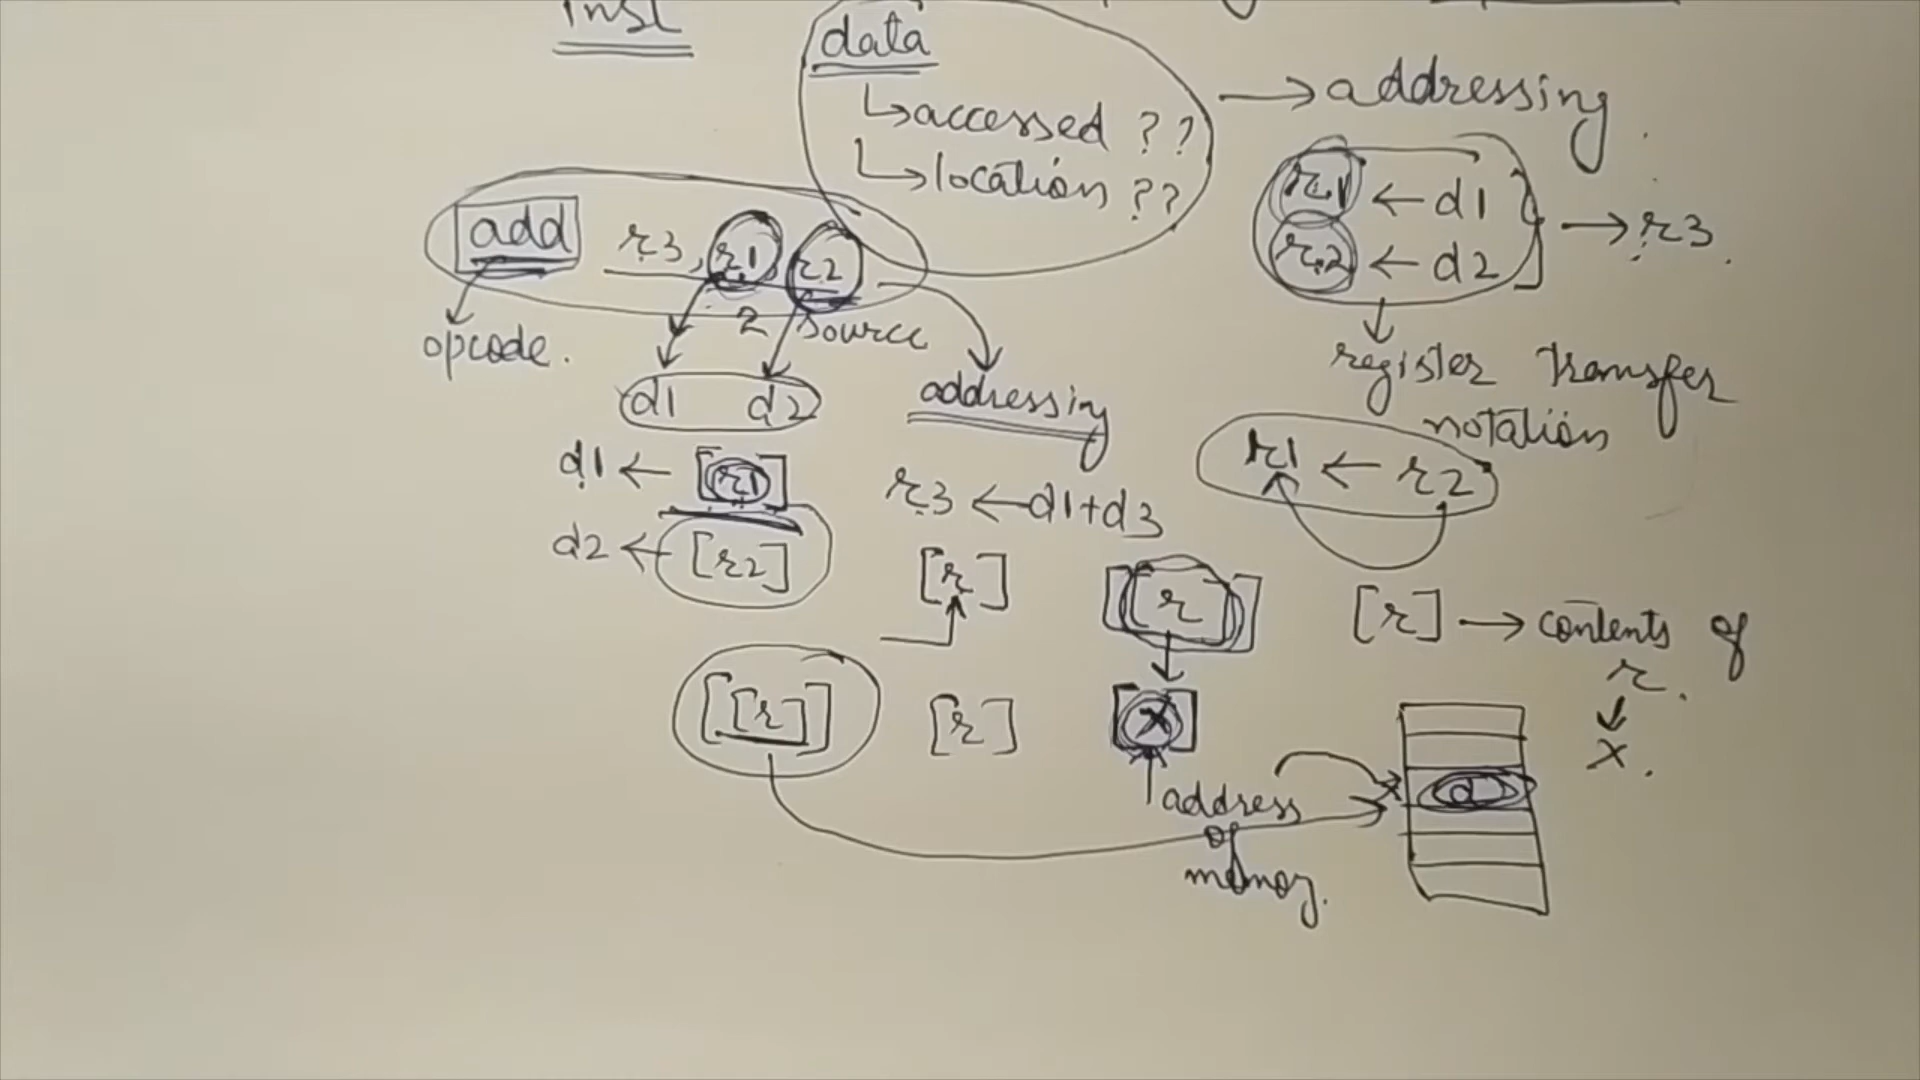 Inst
data
→ addressing.
↳accessed ??
↳location ??
add r3, r1, r2
r1 ← d1
r2 ← d2
→ r3.
opcode.
2 source
d1 d2
addressing
register transfer
notation
d1 ← [r1]
d2 ← [r2]
r3 ← d1+d3
r1 ← r2
[r]
[[r]]
[r] → contents of
r.
[[r]]
[r]
[x]
x.
d
address
of
memory.